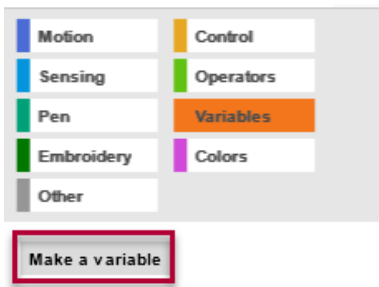 Motion
Control
Sensing
Operators
Pen
Variables
Embroidery
Colors
Other
Make a variable